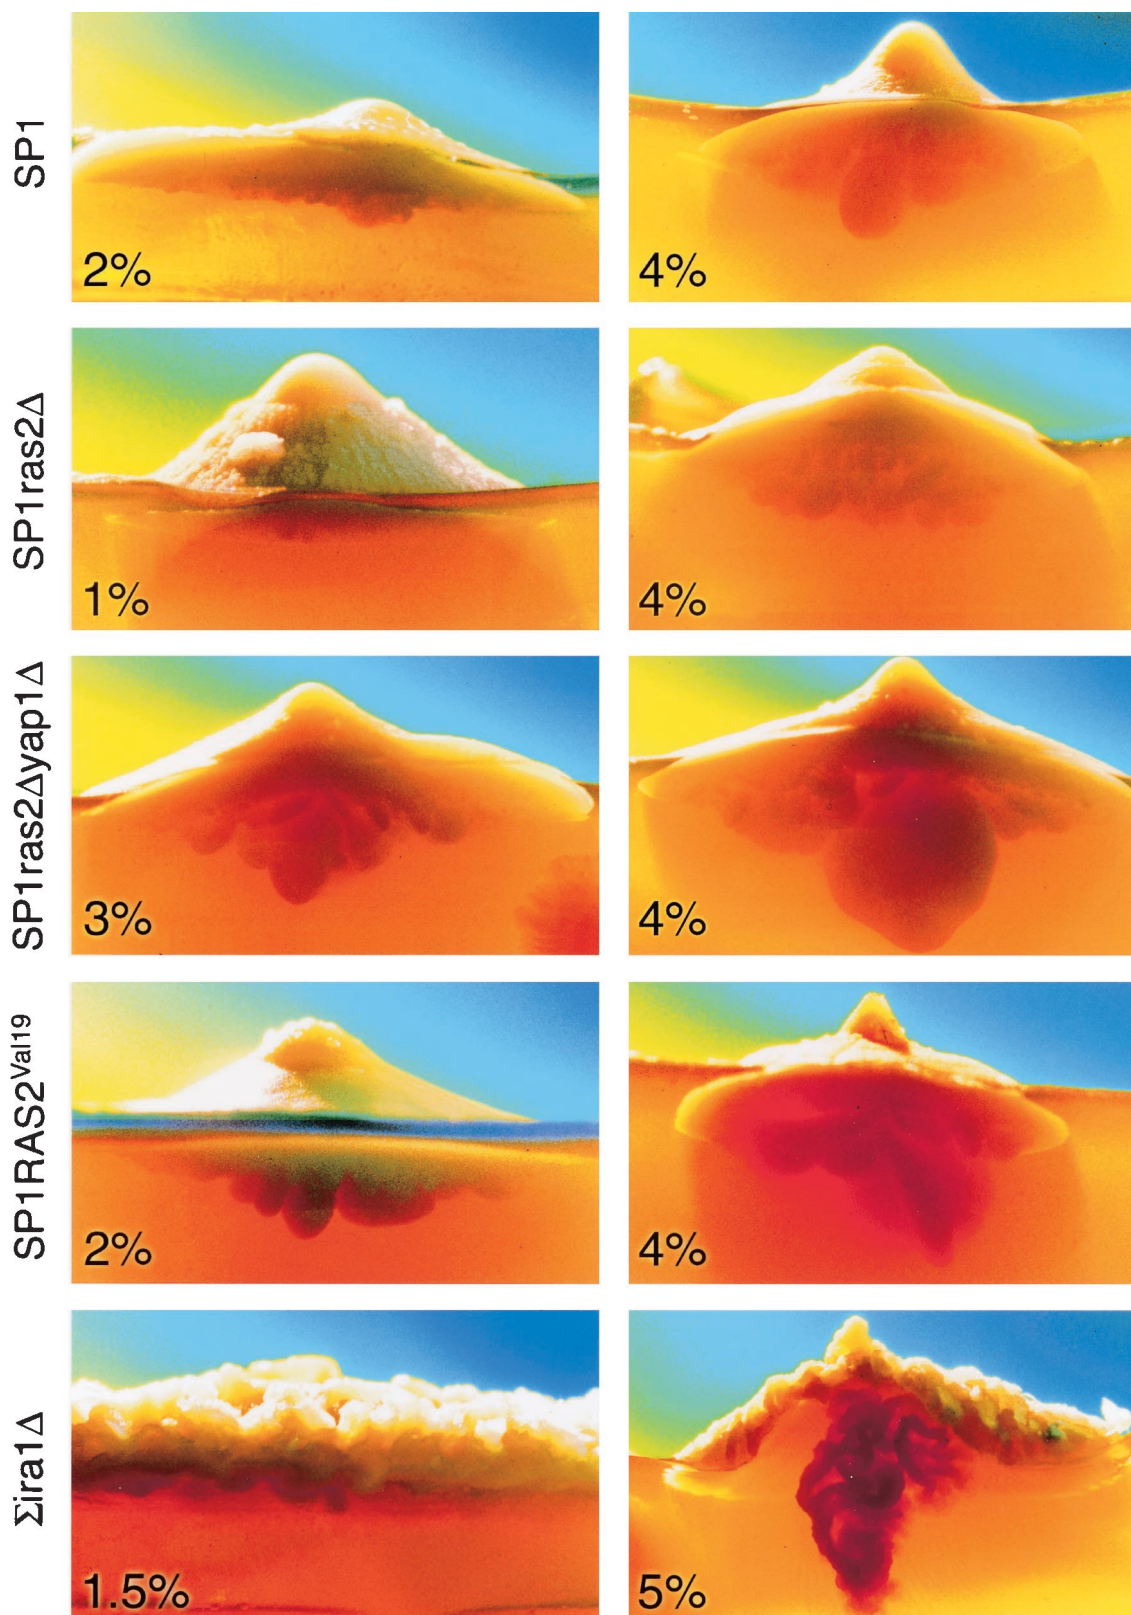 SP1
2%
4%
SP1ras2Δ
1%
4%
SP1ras2Δyap1Δ
3%
4%
SP1RAS2Val19
2%
4%
Σira1Δ
1.5%
5%